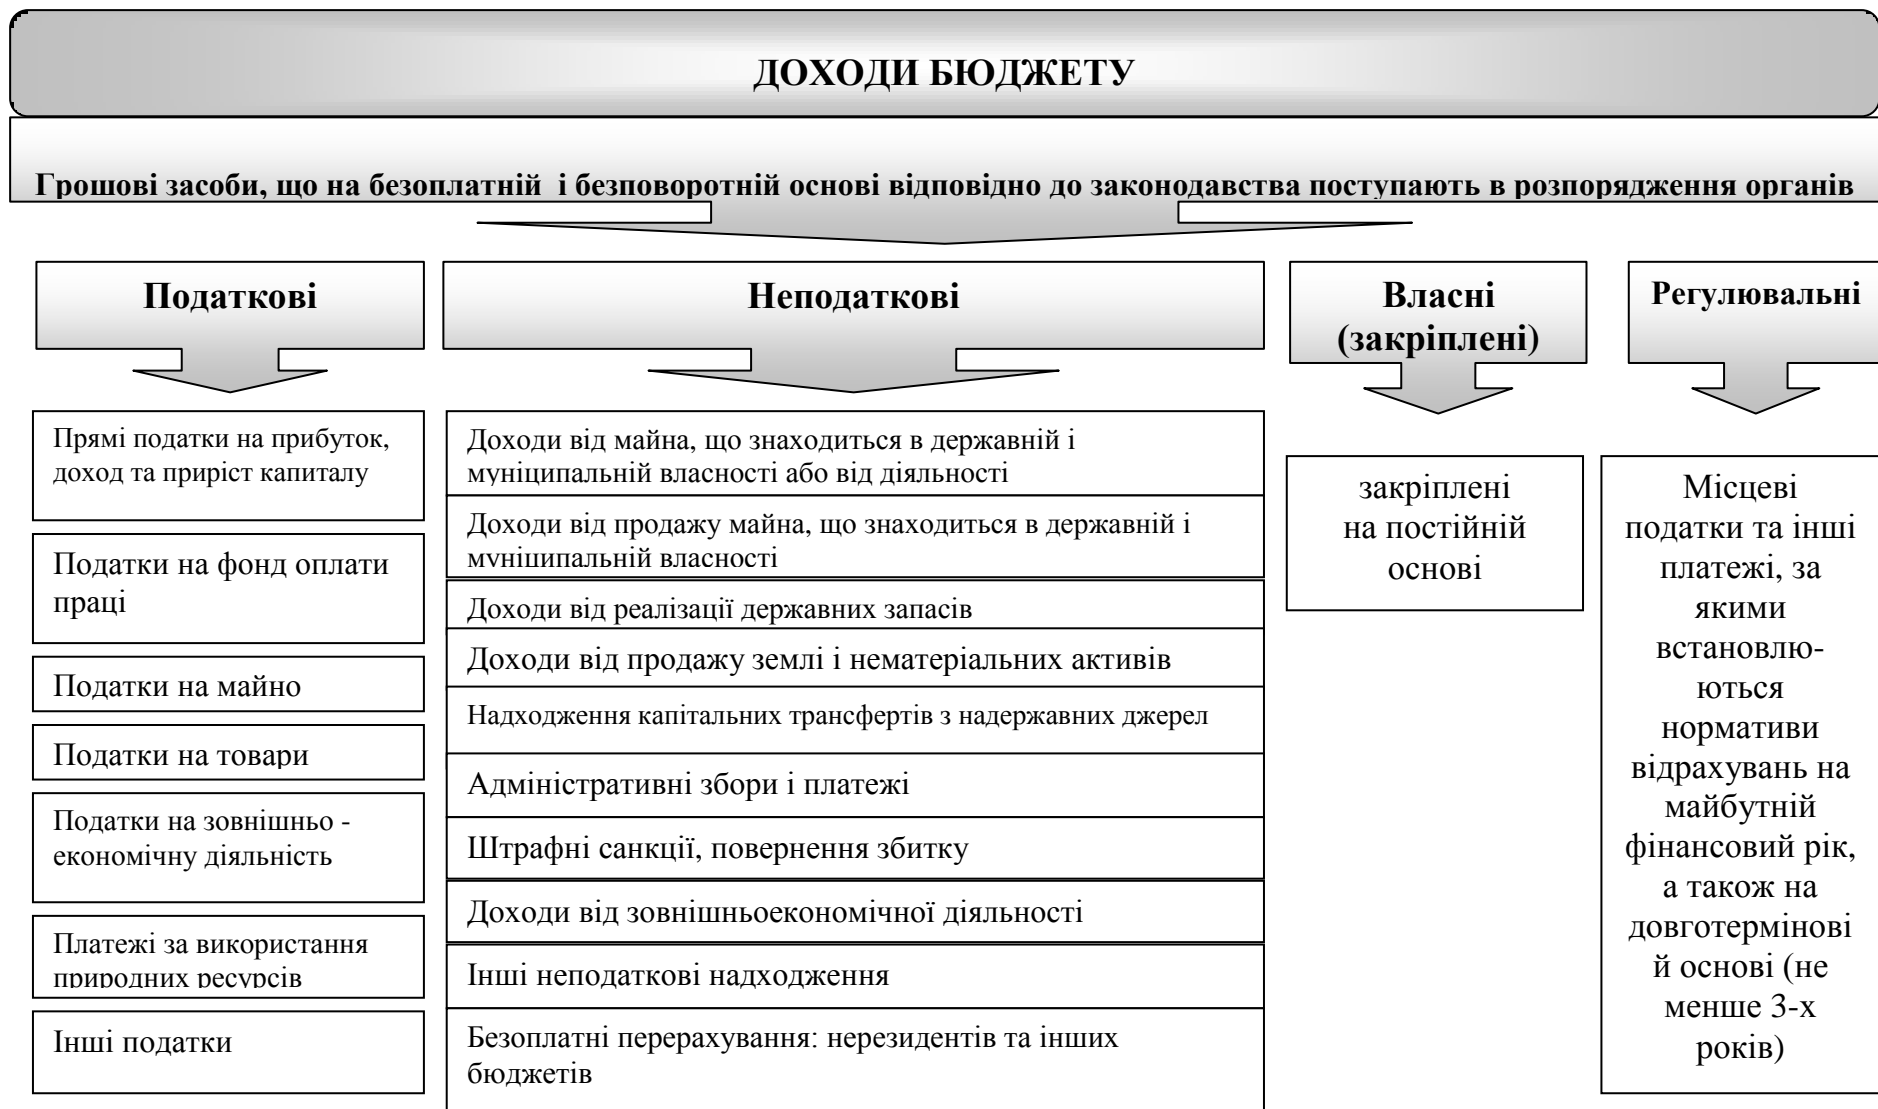 ДОХОДИ БЮДЖЕТУ
Грошові засоби, що на безоплатній і безповоротній основі відповідно до законодавства поступають в розпорядження органів
Податкові
Прямі податки на прибуток,
доход та приріст капиталу
Податки на фонд оплати
праці
Податки на майно
Податки на товари
Податки на зовнішньо -
економічну діяльність
Платежі за використання
природних ресурсів
Інші податки
Неподаткові
Доходи від майна, що знаходиться в державній і
муніципальній власності або від діяльності
Доходи від продажу майна, що знаходиться в державній і
муніципальній власності
Доходи від реалізації державних запасів
Доходи від продажу землі і нематеріальних активів
Надходження капітальних трансфертів з надержавних джерел
Адміністративні збори і платежі
Штрафні санкції, повернення збитку
Доходи від зовнішньоекономічної діяльності
Інші неподаткові надходження
Безоплатні перерахування: нерезидентів та інших
бюджетів
Власні
(закріплені)
закріплені
на постійній
основі
Регулювальні
Місцеві
податки та інші
платежі, за
якими
встановлю-
ються
нормативи
відрахувань на
майбутній
фінансовий рік,
а також на
довготермінові
й основі (не
менше 3-х
років)